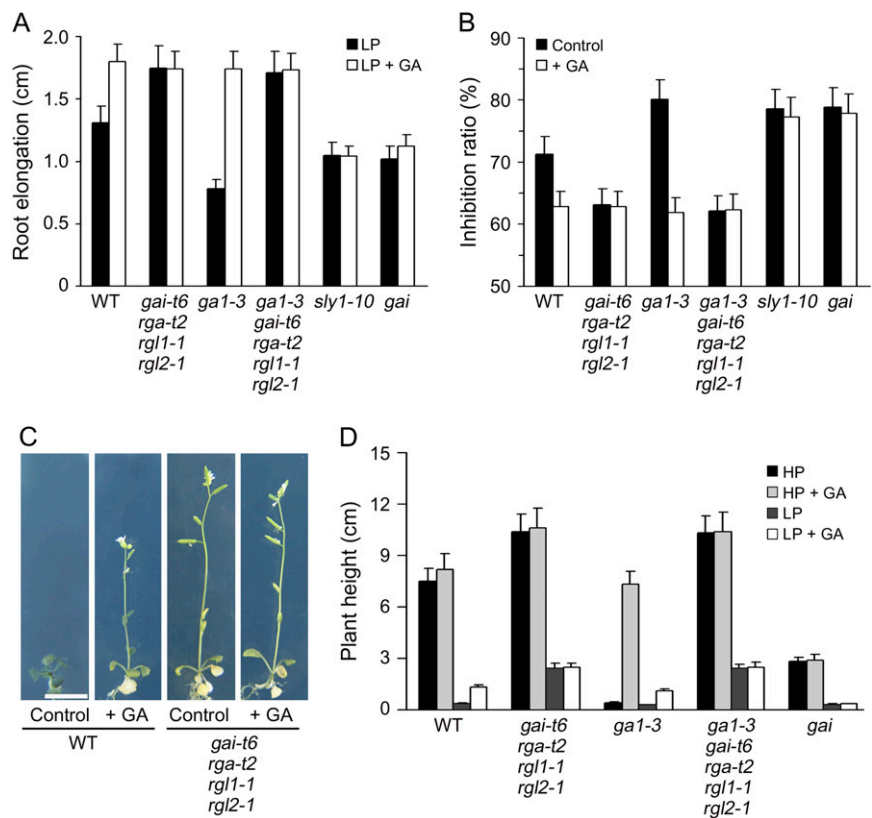 A
Root elongation (cm)
2.0
1.5
1.0
0.5
0
LP
LP + GA
WT
gai-t6
rga-t2
rgl1-1
rgl2-1
ga1-3
ga1-3
gai-t6
rga-t2
rgl1-1
rgl2-1
sly1-10
gai
B
Inhibition ratio (%)
90
80
70
60
50
Control
+ GA
WT
gai-t6
rga-t2
rgl1-1
rgl2-1
ga1-3
ga1-3
gai-t6
rga-t2
rgl1-1
rgl2-1
sly1-10
gai
C
Control
+ GA
Control
+ GA
WT
gai-t6
rga-t2
rgl1-1
rgl2-1
D
Plant height (cm)
15
12
9
6
3
0
HP
HP + GA
LP
LP + GA
WT
gai-t6
rga-t2
rgl1-1
rgl2-1
ga1-3
ga1-3
gai-t6
rga-t2
rgl1-1
rgl2-1
gai